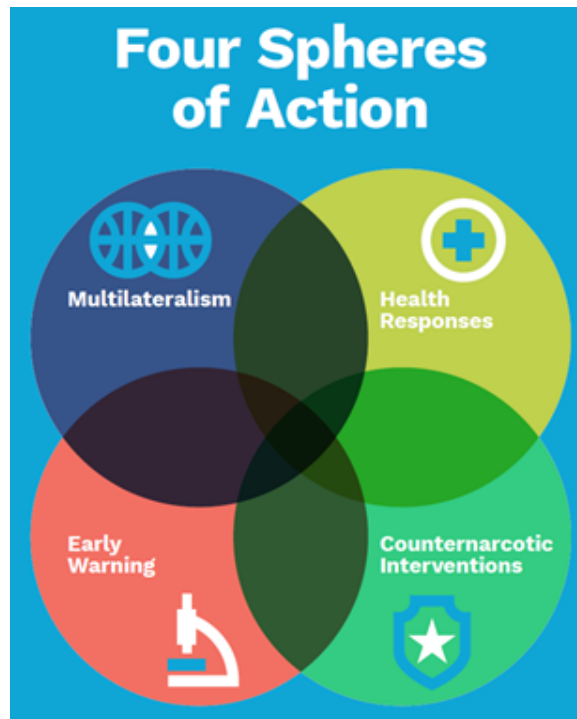 Four Spheres
of Action
Multilateralism
Health
Responses
Early
Warning
Counternarcotic
Interventions